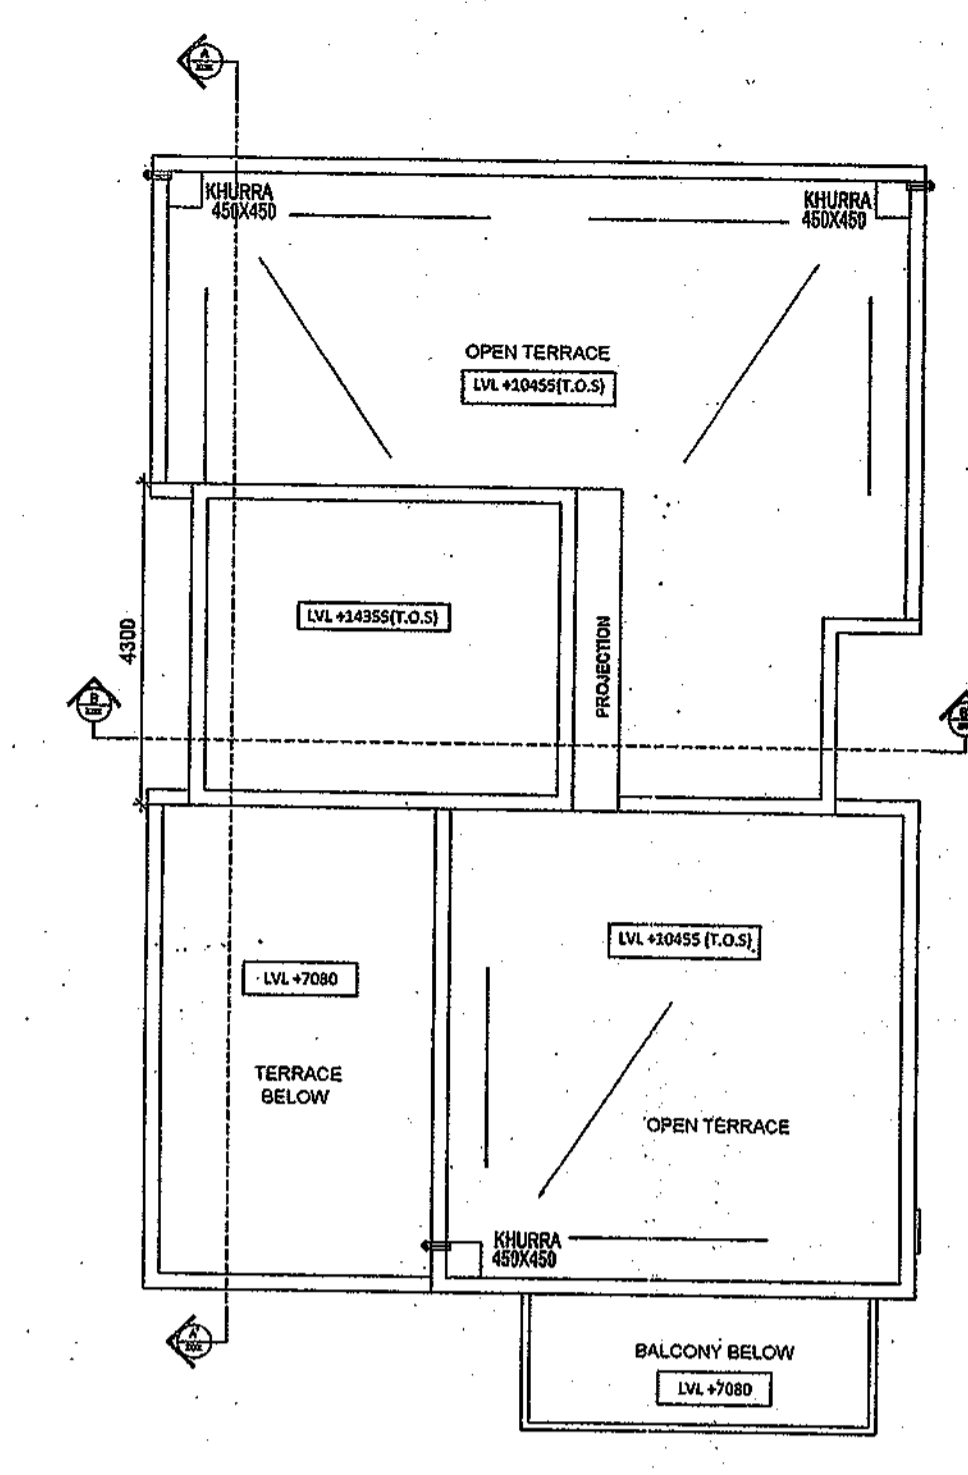 A
KHURRA
450X450
KHURRA
450X450
OPEN TERRACE
LVL +10455(T.O.S)
LVL +14355(T.O.S)
4300
PROJECTION
B
LVL +10455 (T.O.S)
LVL +7080
TERRACE
BELOW
OPEN TERRACE
KHURRA
450X450
A'
BALCONY BELOW
LVL +7080